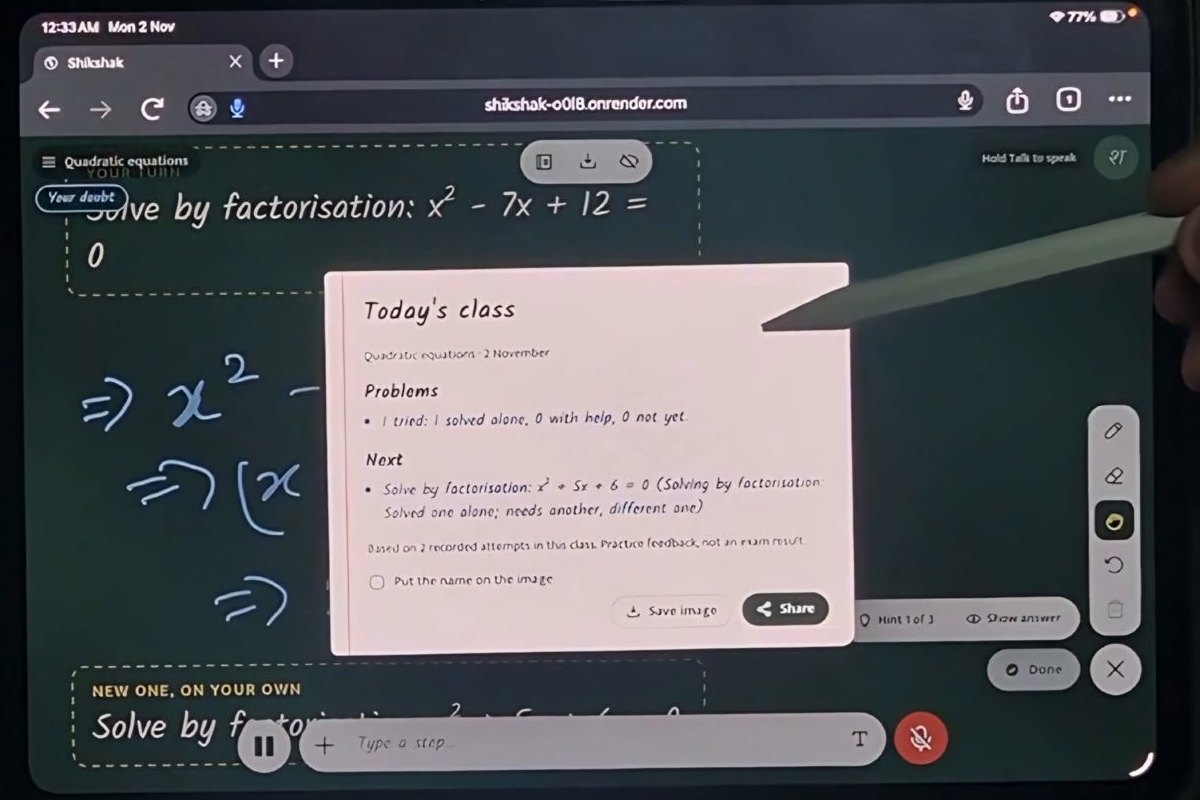 12:33 AM Mon 2 Nov
77%
Shikshak
shikshak-o0l8.onrender.com
1
Quadratic equations
Hold Talk to speak
श
YOUR TURN
Your doubt
Solve by factorisation: x² - 7x + 12 =
0
Today's class
Quadratic equations · 2 November
Problems
• 1 tried: 1 solved alone, 0 with help, 0 not yet.
Next
• Solve by factorisation: x² + 5x + 6 = 0 (Solving by factorisation:
Solved one alone; needs another, different one)
Based on 2 recorded attempts in this class. Practice feedback, not an exam result.
Put the name on the image
Save image
Share
⇒ x² -
⇒ (x
⇒
Hint 1 of 3
Show answer
Done
NEW ONE, ON YOUR OWN
Solve by
+ Type a step...
T